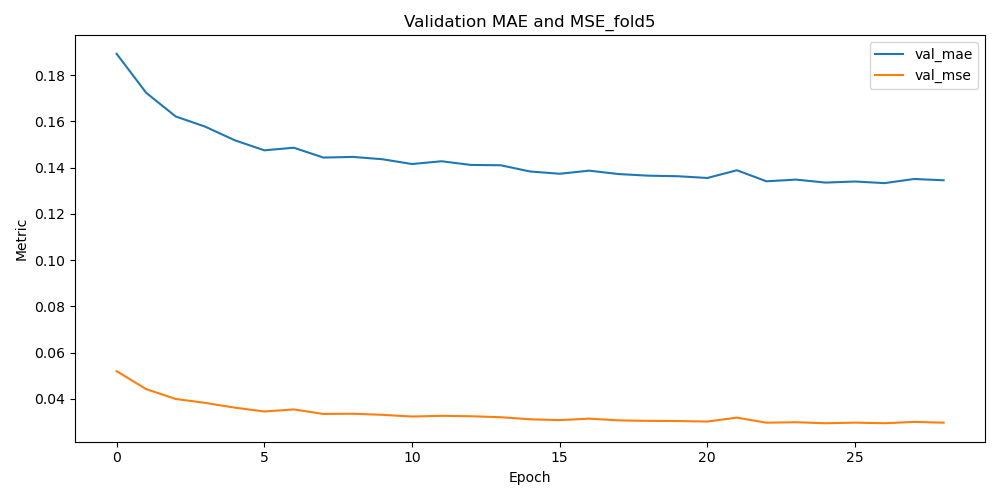 Validation MAE and MSE_fold5
val_mae
val_mse
0.18
0.16
0.14
0.12
0.10
0.08
0.06
0.04
Metric
0 5 10 15 20 25
Epoch